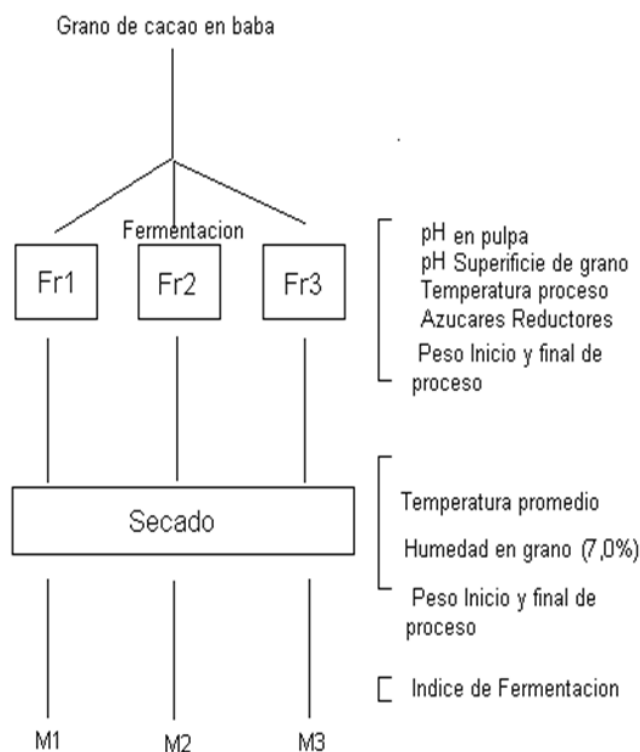 Grano de cacao en baba
Fermentacion
Fr1 Fr2 Fr3
pH en pulpa
pH Superificie de grano
Temperatura proceso
Azucares Reductores
Peso Inicio y final de
proceso
Secado
Temperatura promedio
Humedad en grano (7,0%)
Peso Inicio y final de
proceso
Indice de Fermentacion
M1 M2 M3